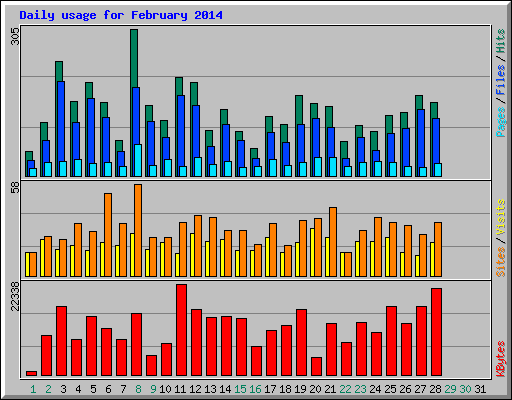 Daily usage for February 2014
305
Pages / Files / Hits
58
Sites / Visits
22338
KBytes
1 2 3 4 5 6 7 8 9 10 11 12 13 14 15 16 17 18 19 20 21 22 23 24 25 26 27 28 29 30 31